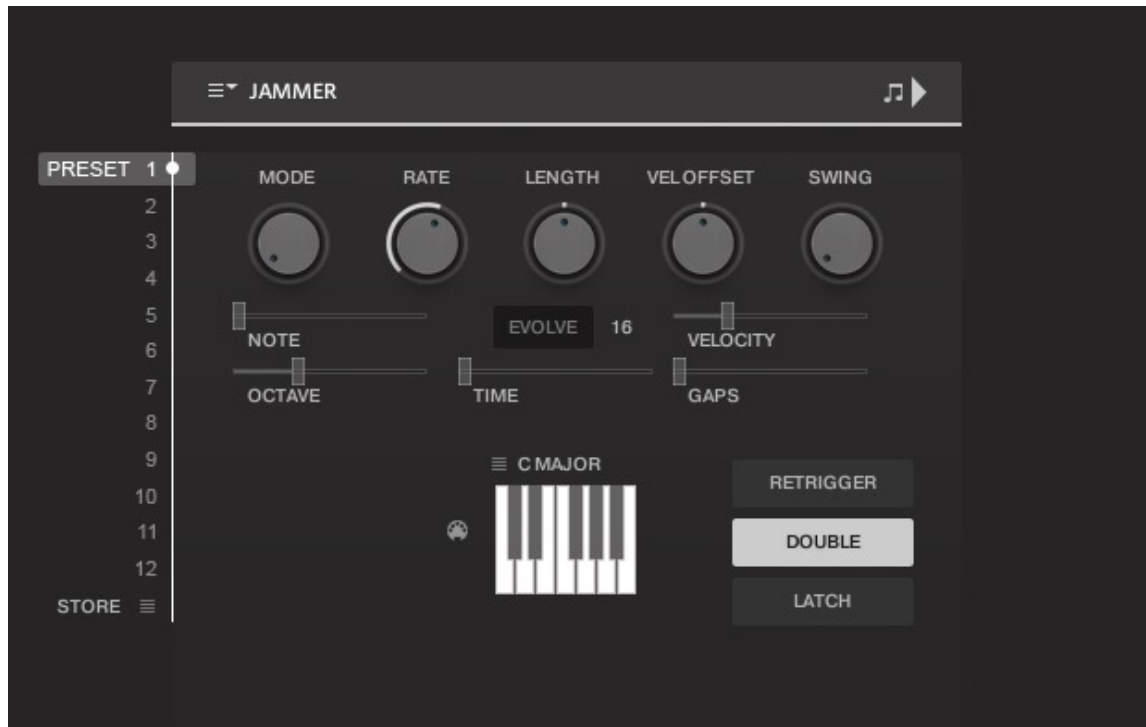 JAMMER
PRESET 1
MODE RATE LENGTH VEL OFFSET SWING
2
3
4
5
EVOLVE 16
NOTE VELOCITY
6
7
OCTAVE TIME GAPS
8
9
C MAJOR
RETRIGGER
10
11
DOUBLE
12
STORE
LATCH